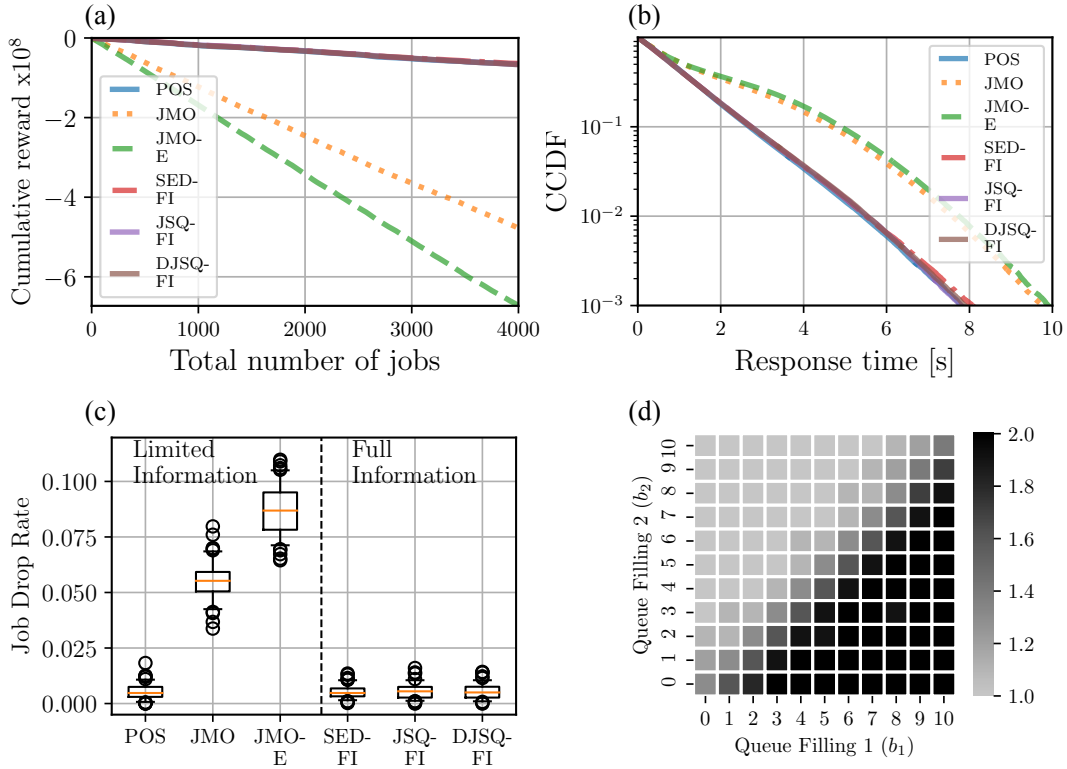 (a)
Cumulative reward x10⁸
0
−2
−4
−6
POS
JMO
JMO-
E
SED-
FI
JSQ-
FI
DJSQ-
FI
0
1000
2000
3000
4000
Total number of jobs
(b)
CCDF
10⁻¹
10⁻²
10⁻³
POS
JMO
JMO-
E
SED-
FI
JSQ-
FI
DJSQ-
FI
0
2
4
6
8
10
Response time [s]
(c)
Job Drop Rate
0.100
0.075
0.050
0.025
0.000
Limited
Information
Full
Information
POS
JMO
JMO-
E
SED-
FI
JSQ-
FI
DJSQ-
FI
(d)
Queue Filling 2 (b₂)
10
9
8
7
6
5
4
3
2
1
0
0 1 2 3 4 5 6 7 8 9 10
Queue Filling 1 (b₁)
2.0
1.8
1.6
1.4
1.2
1.0